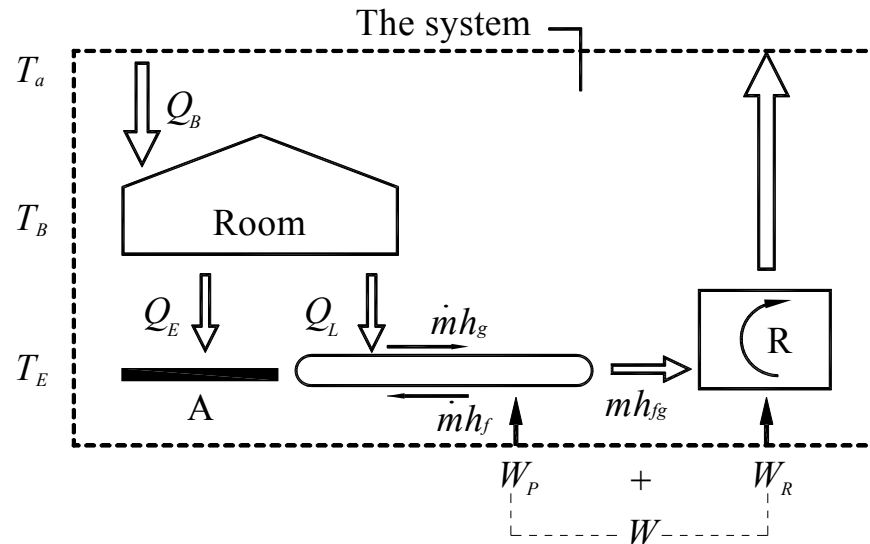 The system
T_a
Q_B
T_B
Room
Q_E
Q_L
ṁh_g
T_E
R
A
ṁh_f
mh_fg
W_P + W_R
W